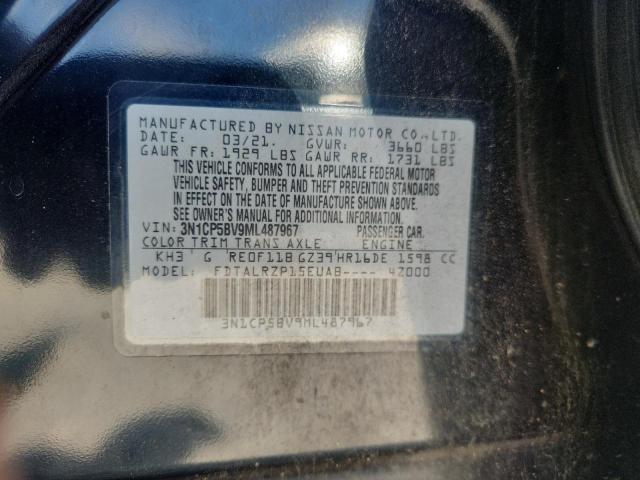 MANUFACTURED BY NISSAN MOTOR CO.,LTD.
DATE: 03/21. GVWR: 3660 LBS
GAWR FR: 1929 LBS GAWR RR: 1731 LBS
THIS VEHICLE CONFORMS TO ALL APPLICABLE FEDERAL MOTOR
VEHICLE SAFETY, BUMPER AND THEFT PREVENTION STANDARDS
IN EFFECT ON THE DATE OF MANUFACTURE SHOWN ABOVE.
SEE OWNER'S MANUAL FOR ADDITIONAL INFORMATION.
VIN: 3N1CP5BV9ML487967 PASSENGER CAR.
COLOR TRIM TRANS AXLE ENGINE
KH3 G RE0F11B GZ39 HR16DE 1598 CC
MODEL: FDTALRZP15EUAB---- 4Z000
3N1CP5BV9ML487967